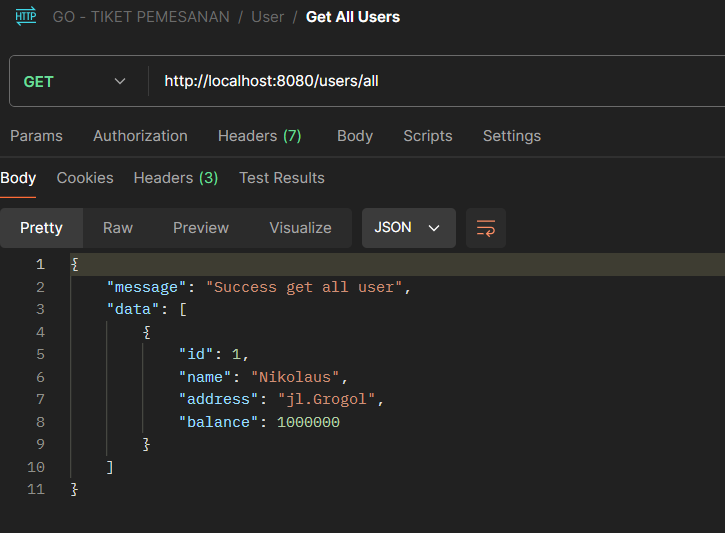 HTTP GO - TIKET PEMESANAN / User / Get All Users
GET http://localhost:8080/users/all
Params Authorization Headers (7) Body Scripts Settings
Body Cookies Headers (3) Test Results
Pretty Raw Preview Visualize JSON
1 {
2 "message": "Success get all user",
3 "data": [
4 {
5 "id": 1,
6 "name": "Nikolaus",
7 "address": "jl.Grogol",
8 "balance": 1000000
9 }
10 ]
11 }